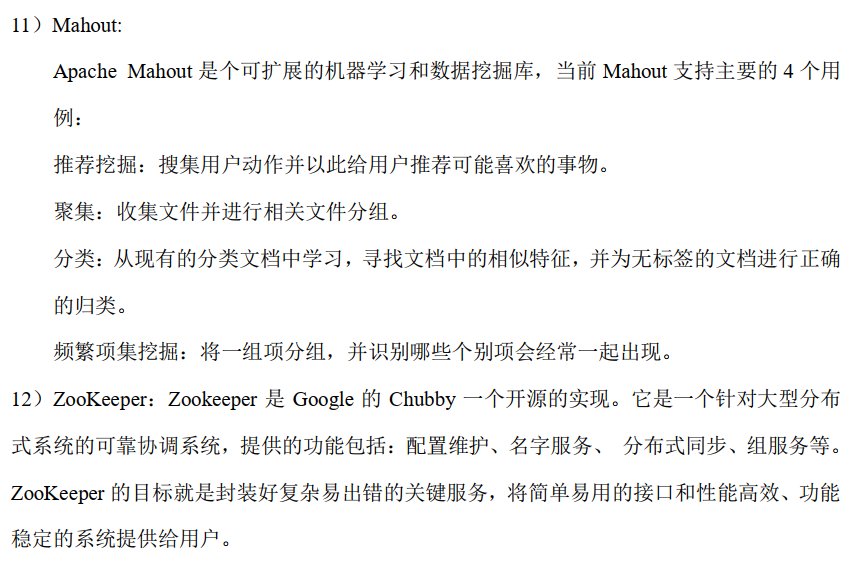 11）Mahout:
Apache Mahout 是个可扩展的机器学习和数据挖掘库，当前 Mahout 支持主要的 4 个用
例：
推荐挖掘：搜集用户动作并以此给用户推荐可能喜欢的事物。
聚集：收集文件并进行相关文件分组。
分类：从现有的分类文档中学习，寻找文档中的相似特征，并为无标签的文档进行正确
的归类。
频繁项集挖掘：将一组项分组，并识别哪些个别项会经常一起出现。
12）ZooKeeper：Zookeeper 是 Google 的 Chubby 一个开源的实现。它是一个针对大型分布
式系统的可靠协调系统，提供的功能包括：配置维护、名字服务、 分布式同步、组服务等。
ZooKeeper 的目标就是封装好复杂易出错的关键服务，将简单易用的接口和性能高效、功能
稳定的系统提供给用户。